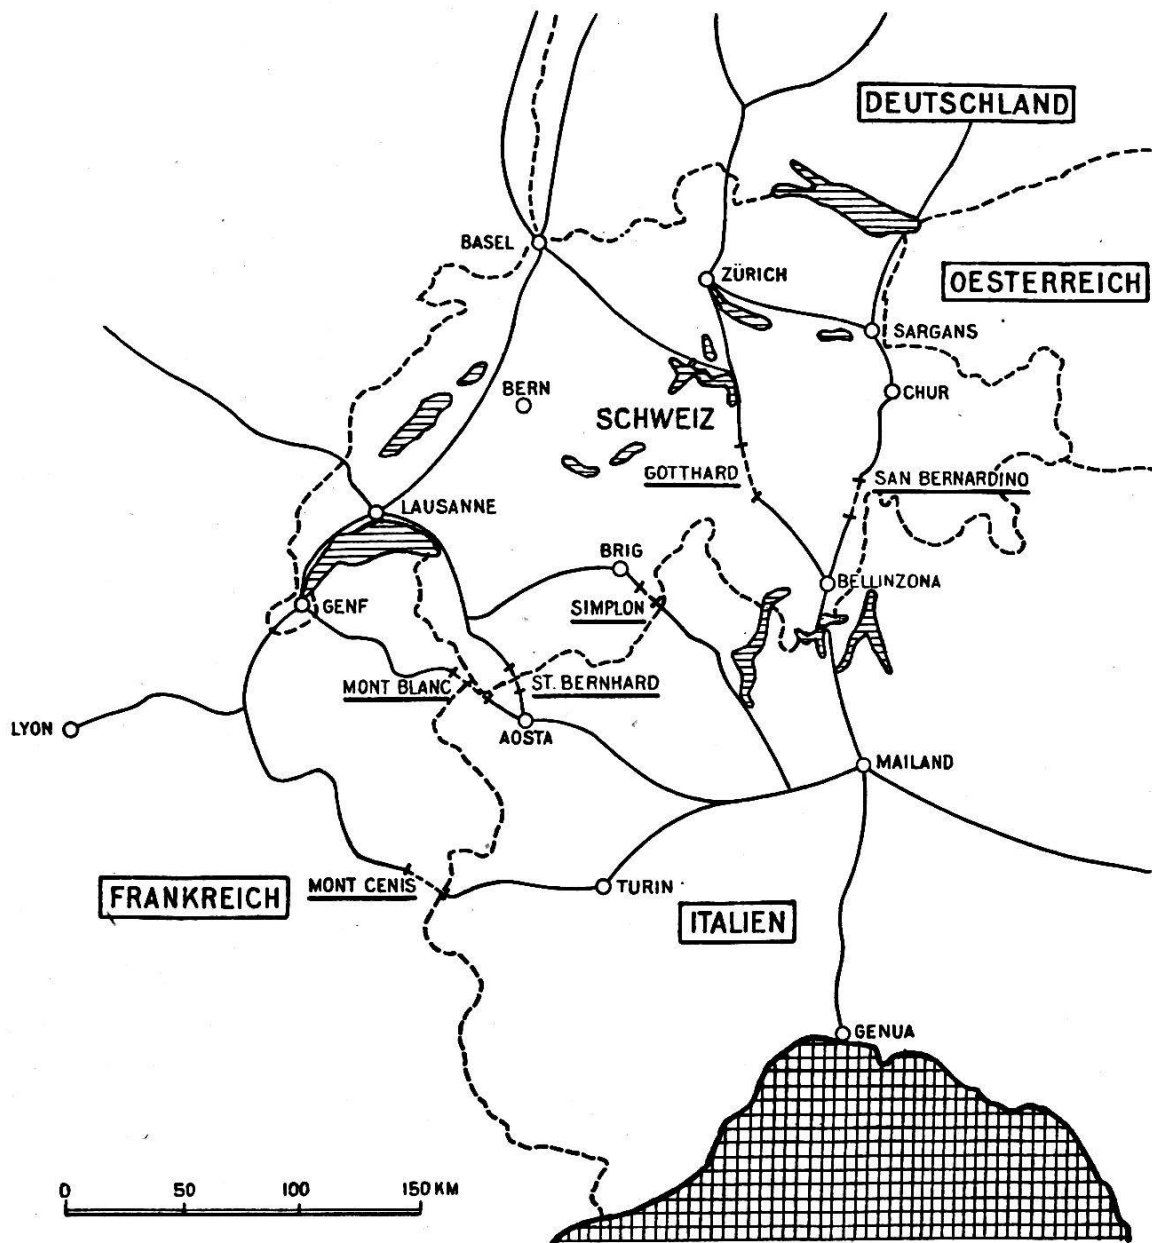 DEUTSCHLAND
BASEL
ZÜRICH
OESTERREICH
SARGANS
BERN
CHUR
SCHWEIZ
GOTTHARD
SAN BERNARDINO
LAUSANNE
BRIG
BELLINZONA
GENF
SIMPLON
MONT BLANC
ST. BERNHARD
LYON
AOSTA
MAILAND
FRANKREICH
MONT CENIS
TURIN
ITALIEN
GENUA
0 50 100 150 KM